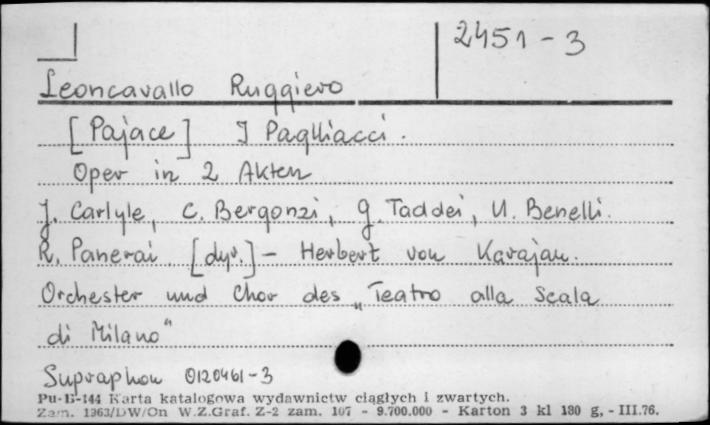 2451-3
Leoncavallo Ruggiero
[Pajace] I Paglliacci.
Oper in 2 Akten
J. Carlyle, C. Bergonzi, G. Taddei, U. Benelli.
R. Panerai. [dyr.] - Herbert von Karajan.
Orchester und Chor des „Teatro alla Scala
di Milano"
Supraphon 0120461-3
Pu-B-144 Karta katalogowa wydawnictw ciągłych i zwartych.
Zam. 1363/DW/On W.Z.Graf. Z-2 zam. 107 - 9.700.000 - Karton 3 kl 180 g. - III.76.